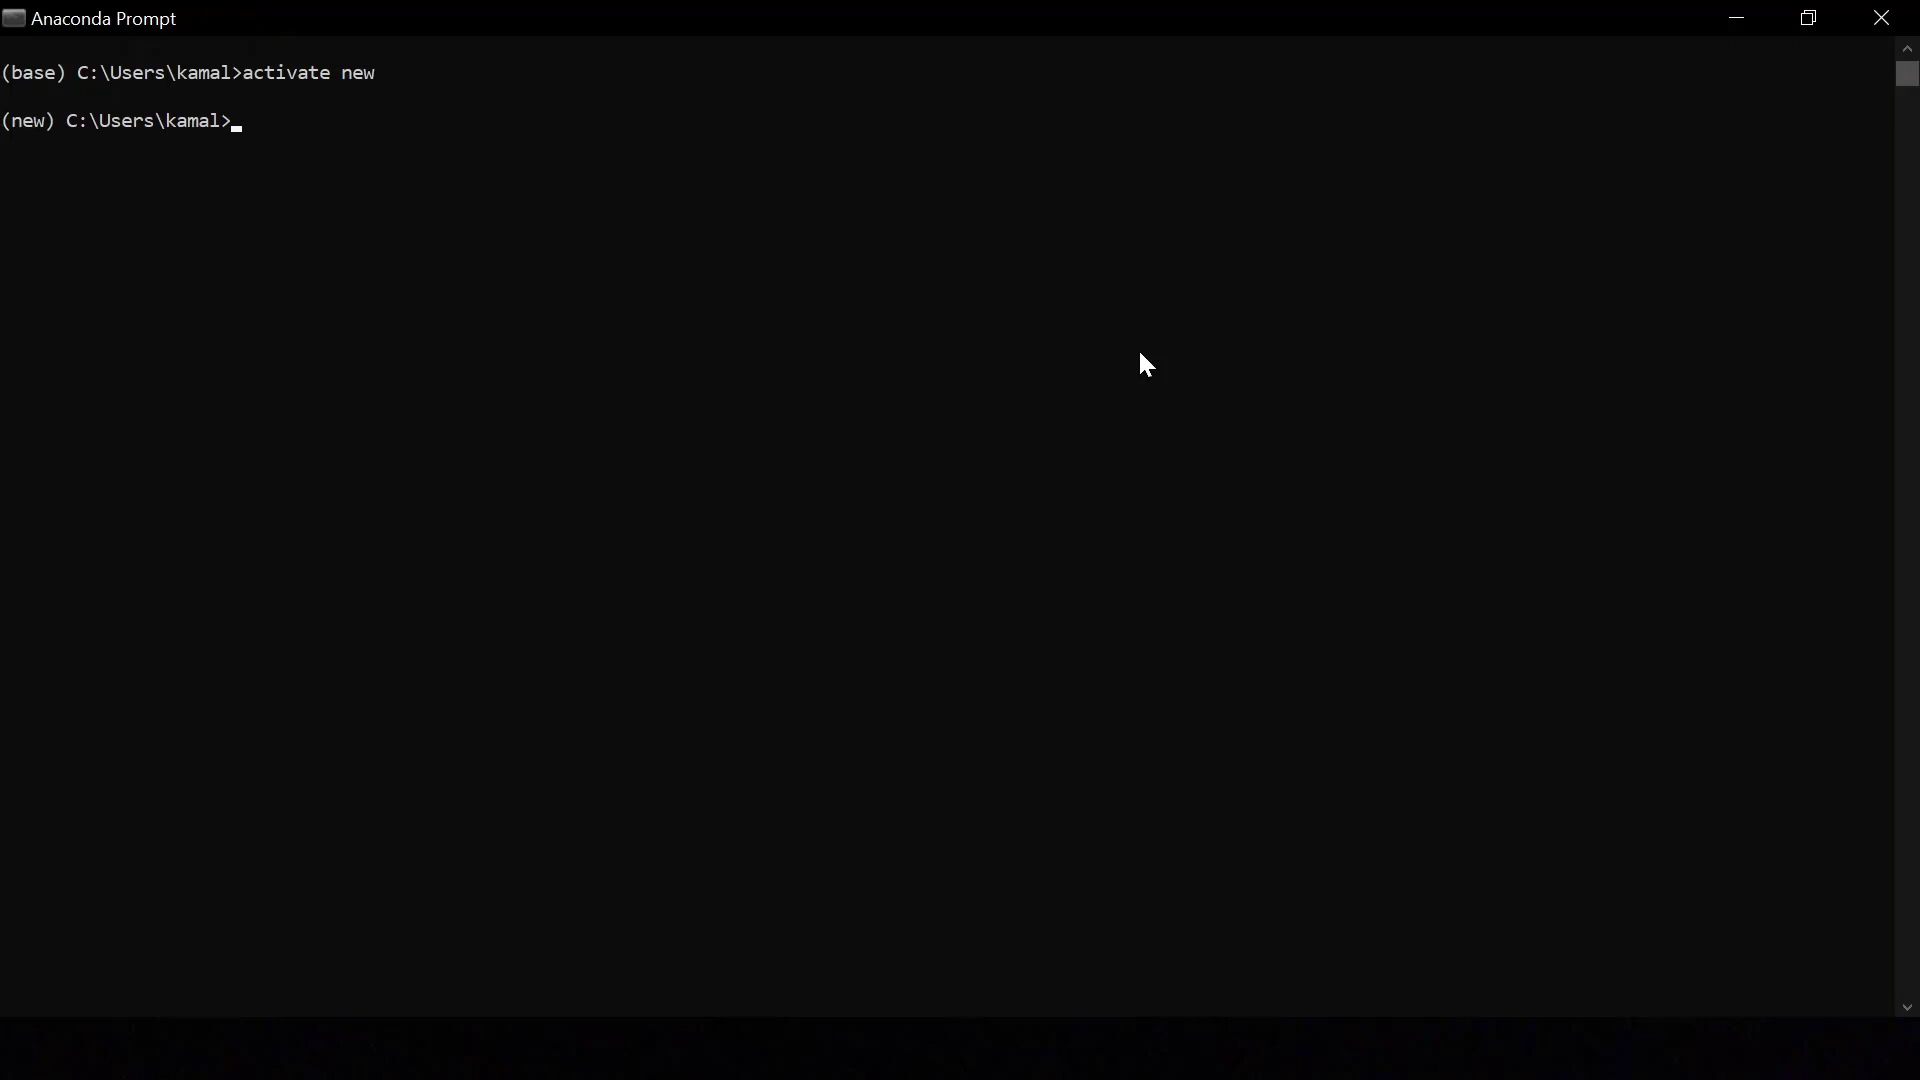 Anaconda Prompt
(base) C:\Users\kamal>activate new
(new) C:\Users\kamal>